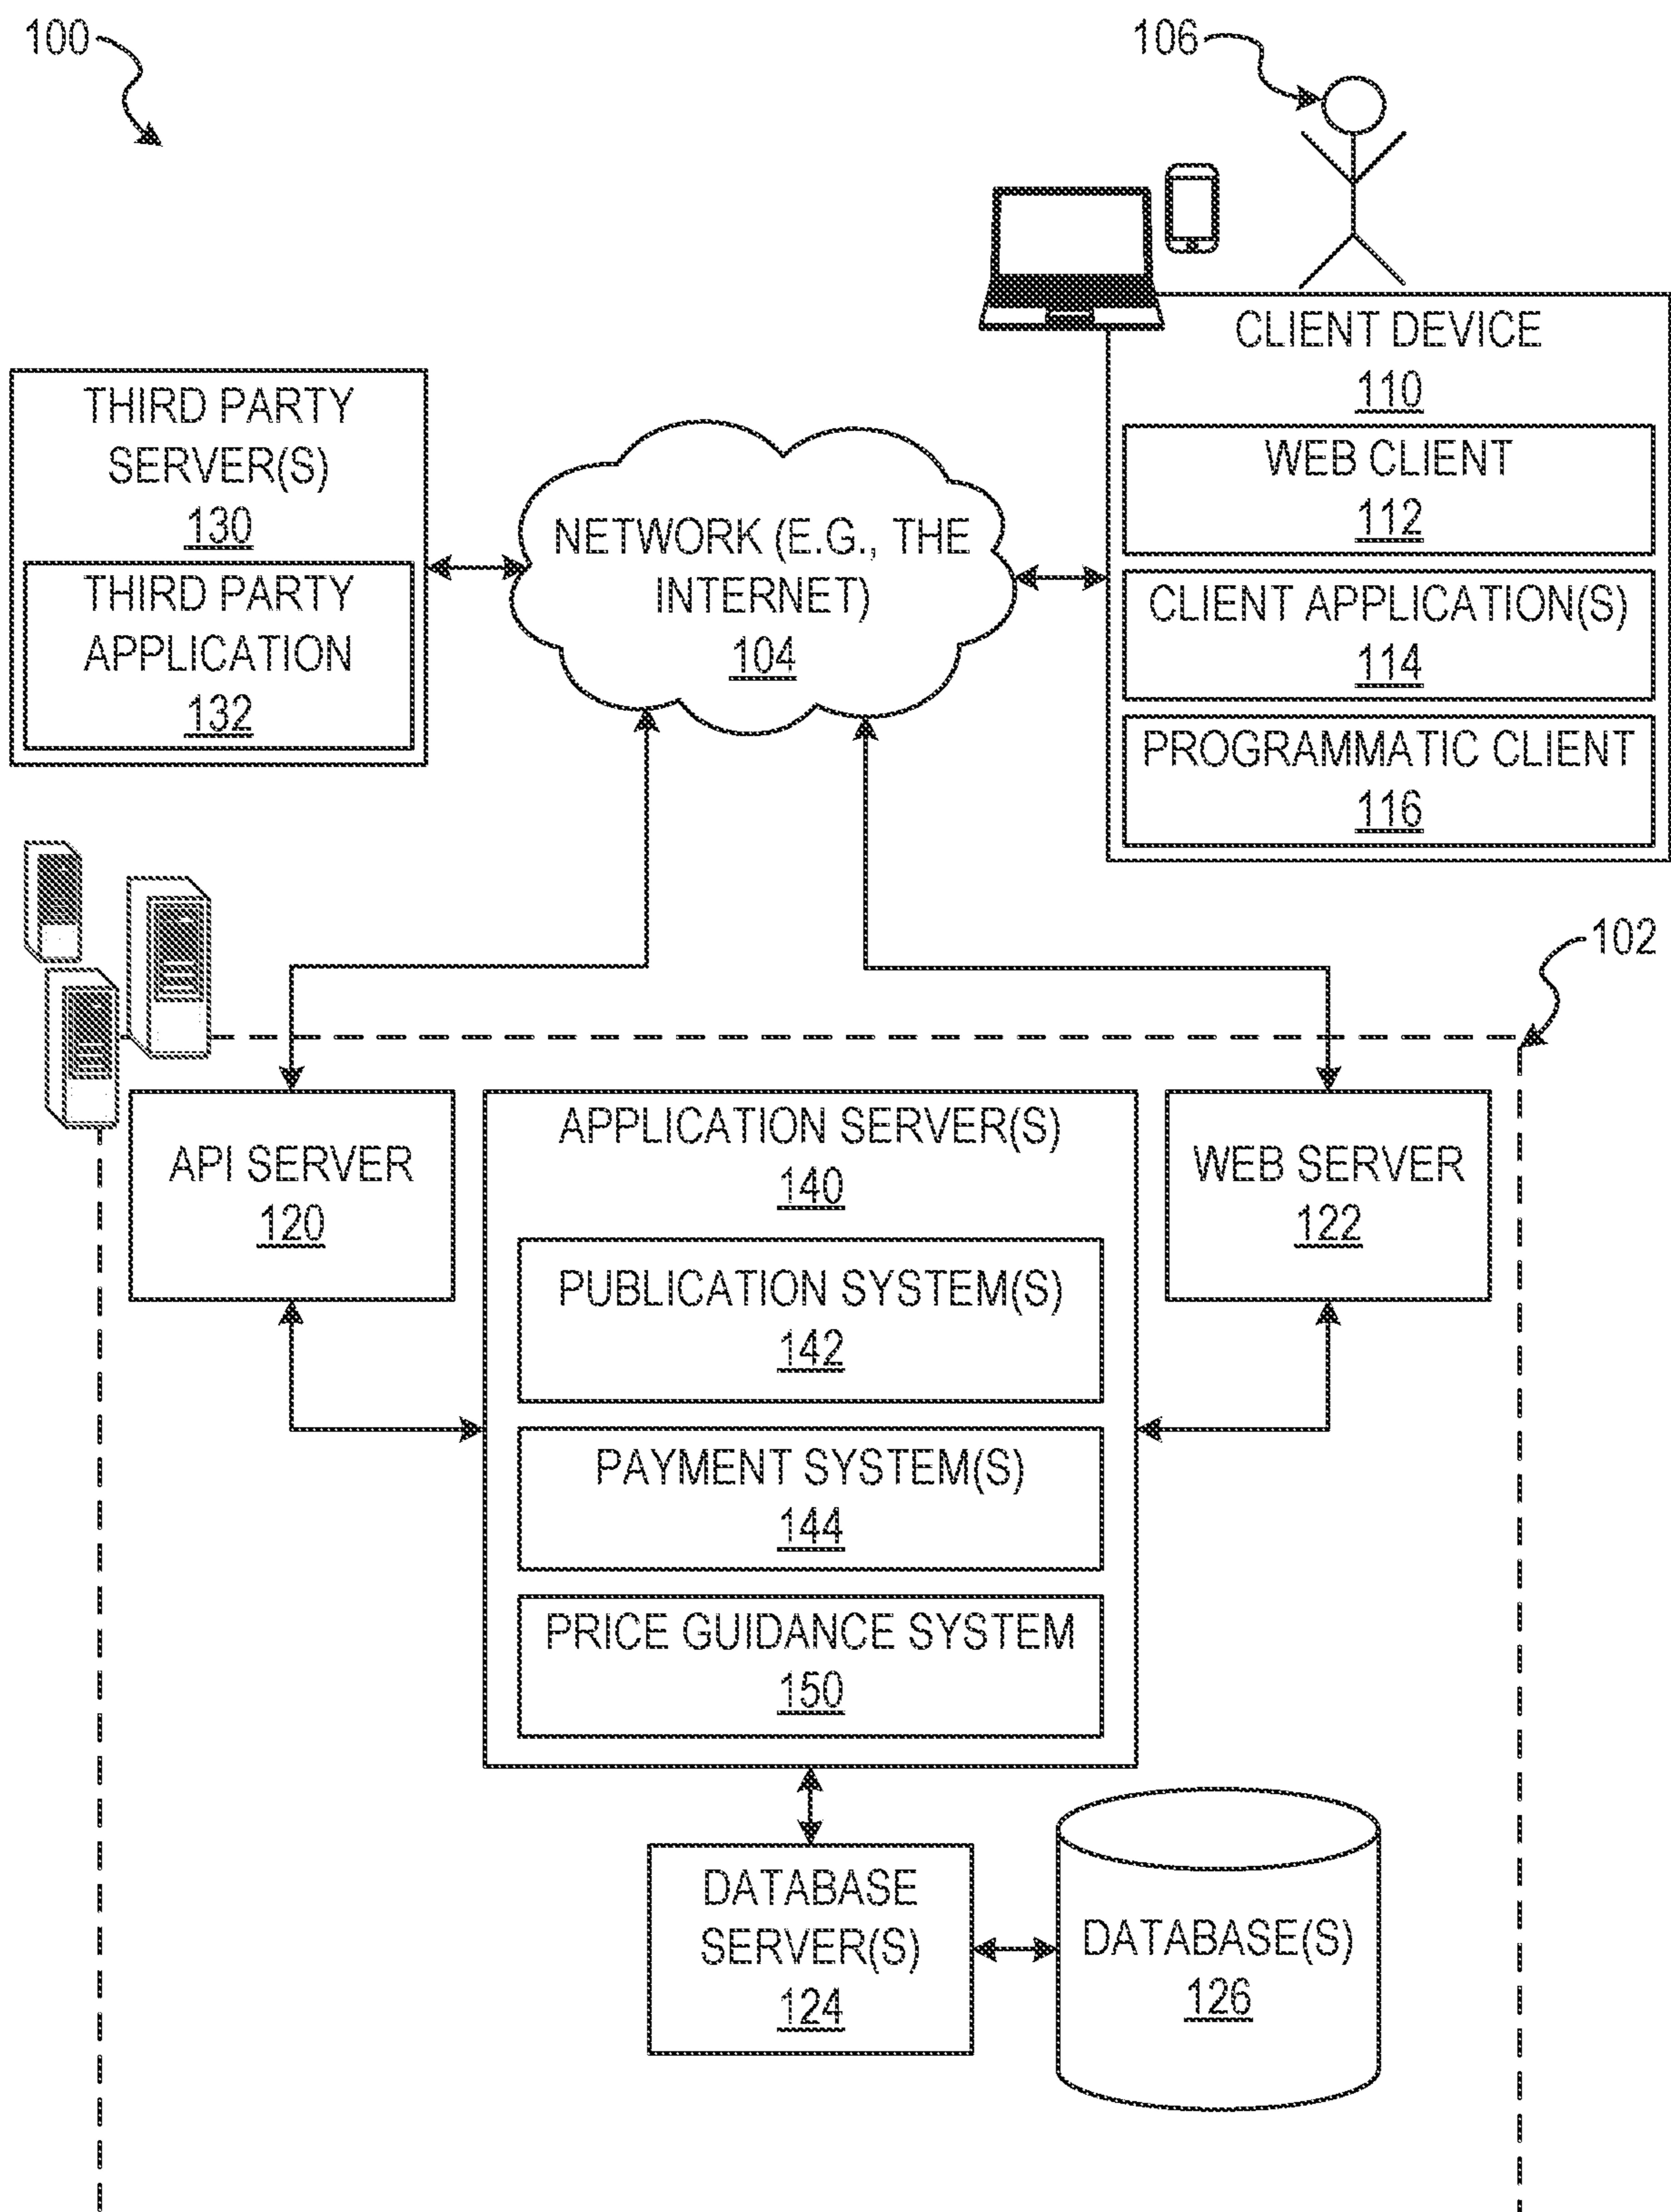 100
106
CLIENT DEVICE
110
WEB CLIENT
112
CLIENT APPLICATION(S)
114
PROGRAMMATIC CLIENT
116
THIRD PARTY
SERVER(S)
130
THIRD PARTY
APPLICATION
132
NETWORK (E.G., THE
INTERNET)
104
102
API SERVER
120
APPLICATION SERVER(S)
140
PUBLICATION SYSTEM(S)
142
PAYMENT SYSTEM(S)
144
PRICE GUIDANCE SYSTEM
150
WEB SERVER
122
DATABASE
SERVER(S)
124
DATABASE(S)
126